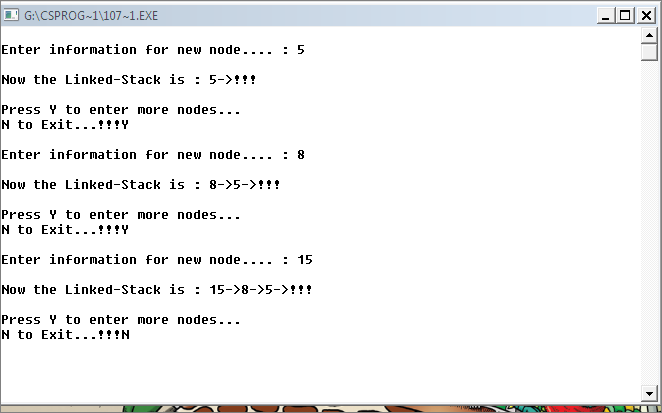 G:\CSPROG~1\107~1.EXE
Enter information for new node.... : 5
Now the Linked-Stack is : 5->!!!
Press Y to enter more nodes...
N to Exit...!!!Y
Enter information for new node.... : 8
Now the Linked-Stack is : 8->5->!!!
Press Y to enter more nodes...
N to Exit...!!!Y
Enter information for new node.... : 15
Now the Linked-Stack is : 15->8->5->!!!
Press Y to enter more nodes...
N to Exit...!!!N